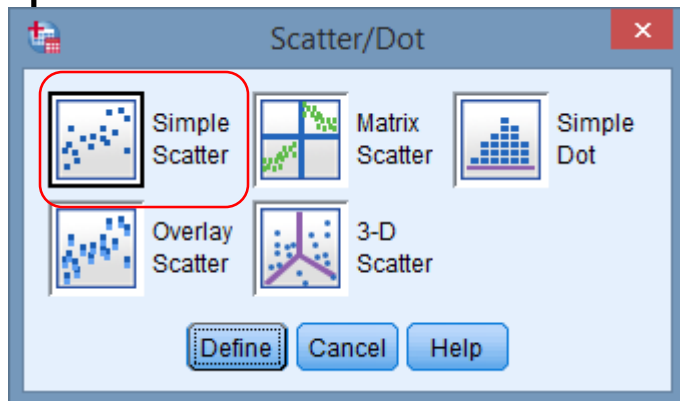 Scatter/Dot
Simple
Scatter
Matrix
Scatter
Simple
Dot
Overlay
Scatter
3-D
Scatter
Define
Cancel
Help